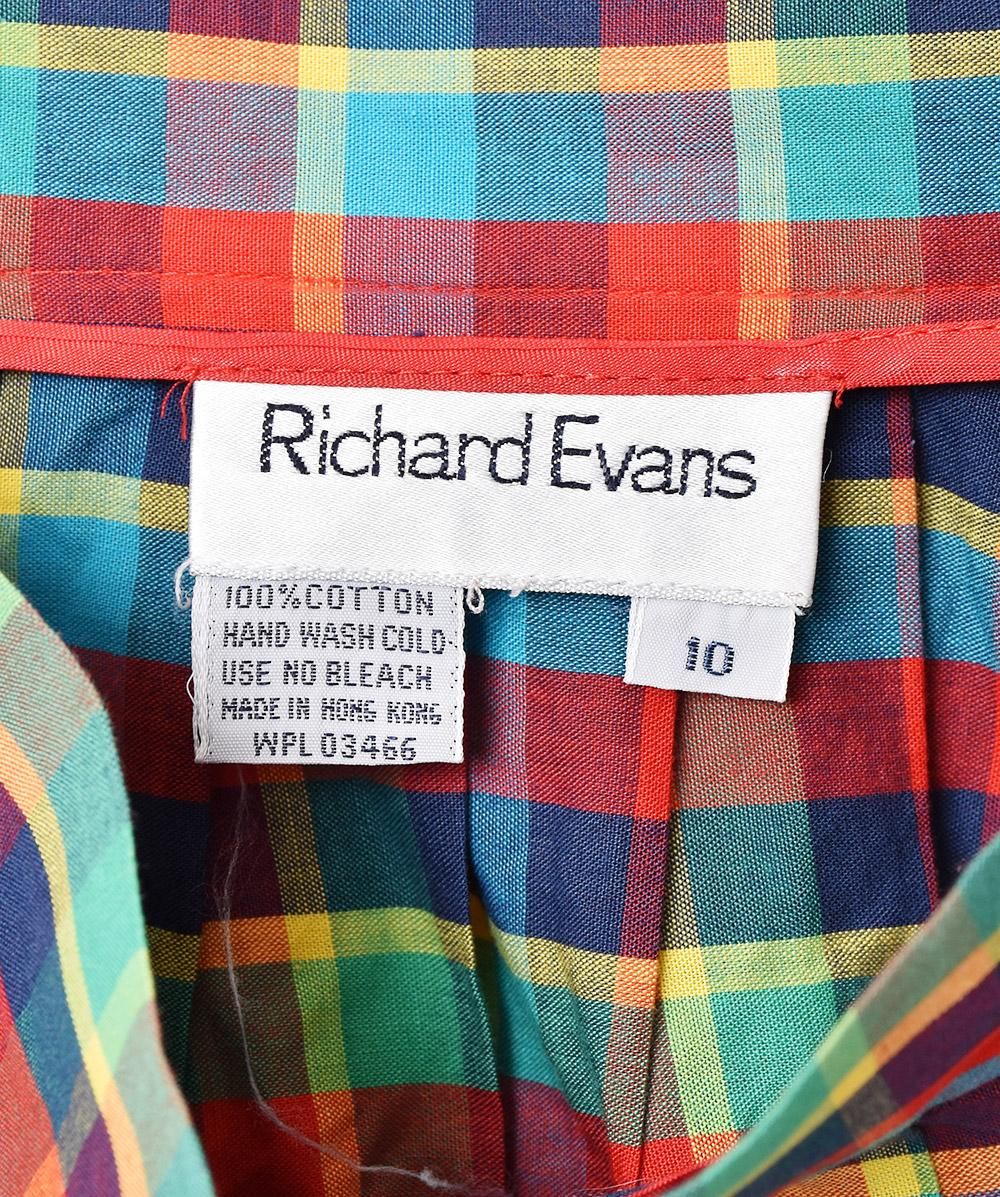 Richard Evans
100% COTTON
HAND WASH COLD
USE NO BLEACH
MADE IN HONG KONG
WPL 03466
10